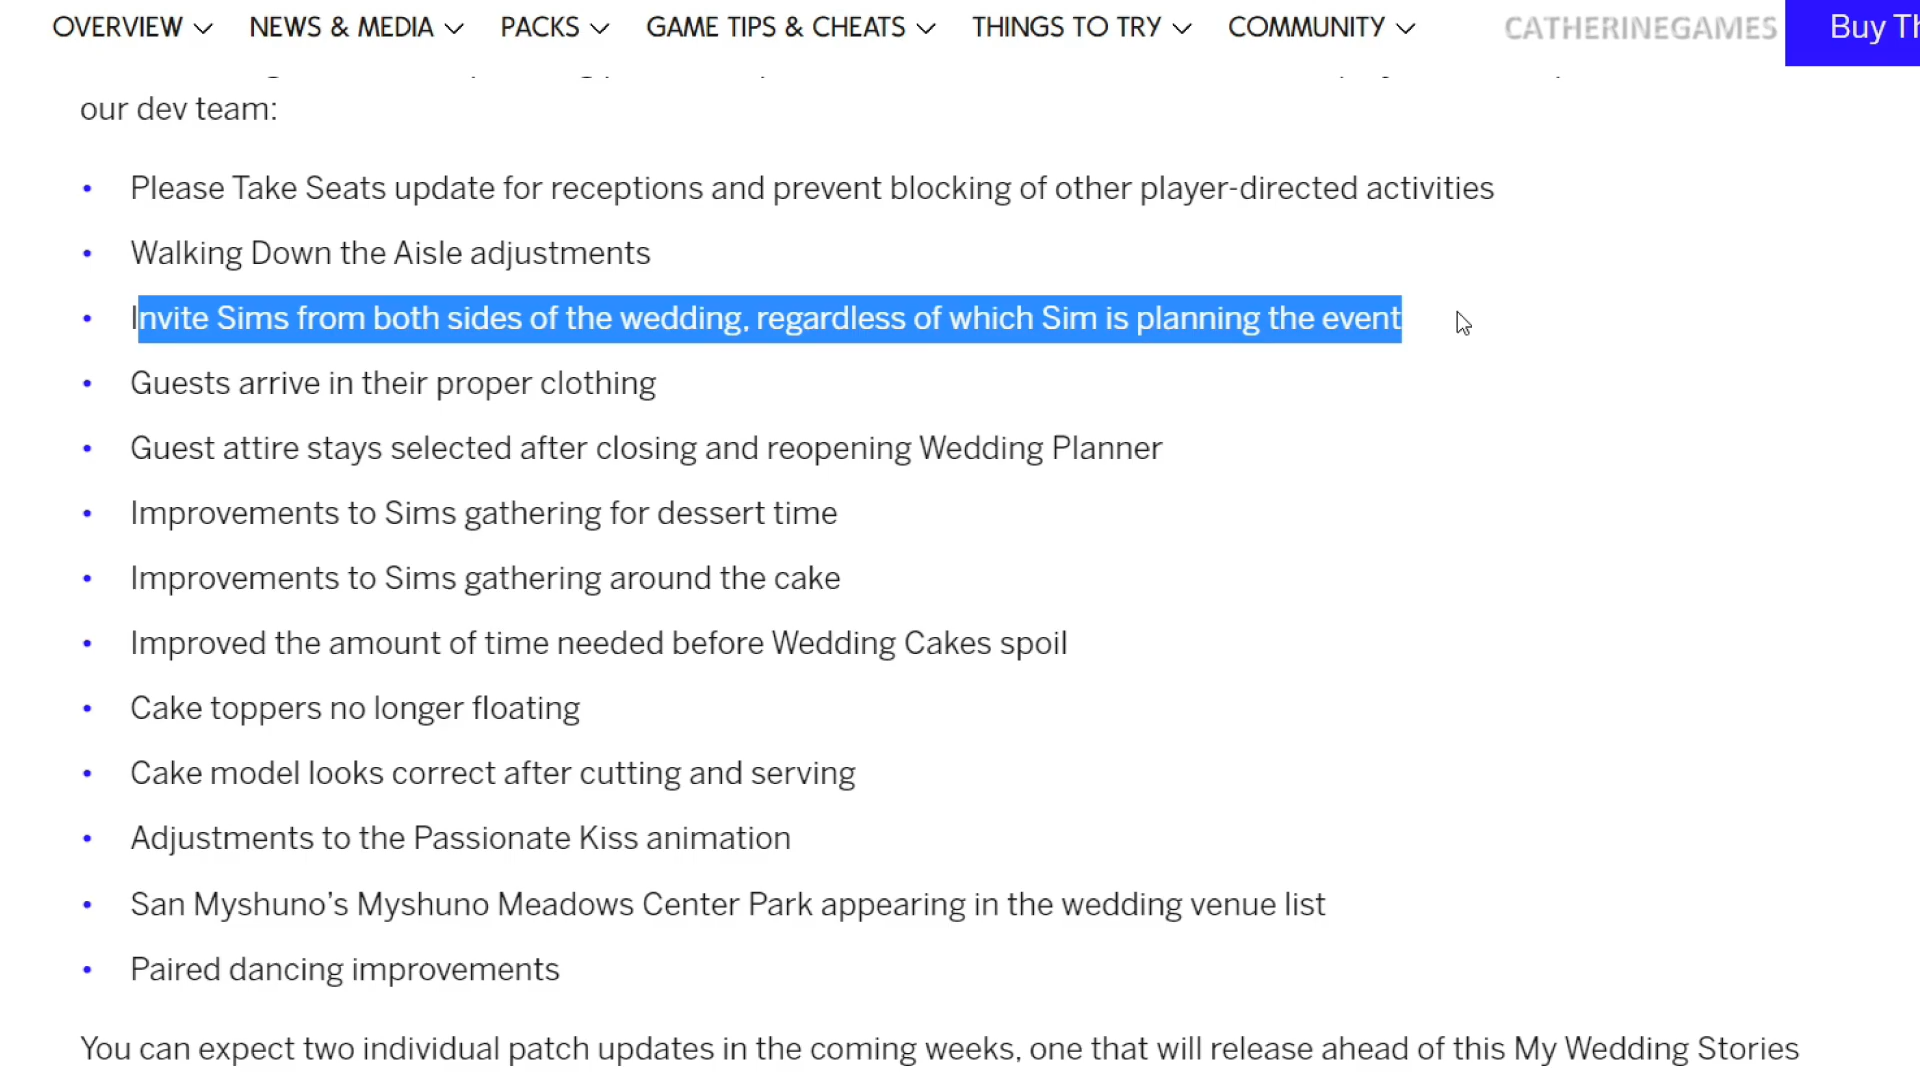 OVERVIEW NEWS & MEDIA PACKS GAME TIPS & CHEATS THINGS TO TRY COMMUNITY CATHERINEGAMES Buy
our dev team:
• Please Take Seats update for receptions and prevent blocking of other player-directed activities
• Walking Down the Aisle adjustments
• Invite Sims from both sides of the wedding, regardless of which Sim is planning the event
• Guests arrive in their proper clothing
• Guest attire stays selected after closing and reopening Wedding Planner
• Improvements to Sims gathering for dessert time
• Improvements to Sims gathering around the cake
• Improved the amount of time needed before Wedding Cakes spoil
• Cake toppers no longer floating
• Cake model looks correct after cutting and serving
• Adjustments to the Passionate Kiss animation
• San Myshuno’s Myshuno Meadows Center Park appearing in the wedding venue list
• Paired dancing improvements
You can expect two individual patch updates in the coming weeks, one that will release ahead of this My Wedding Stories